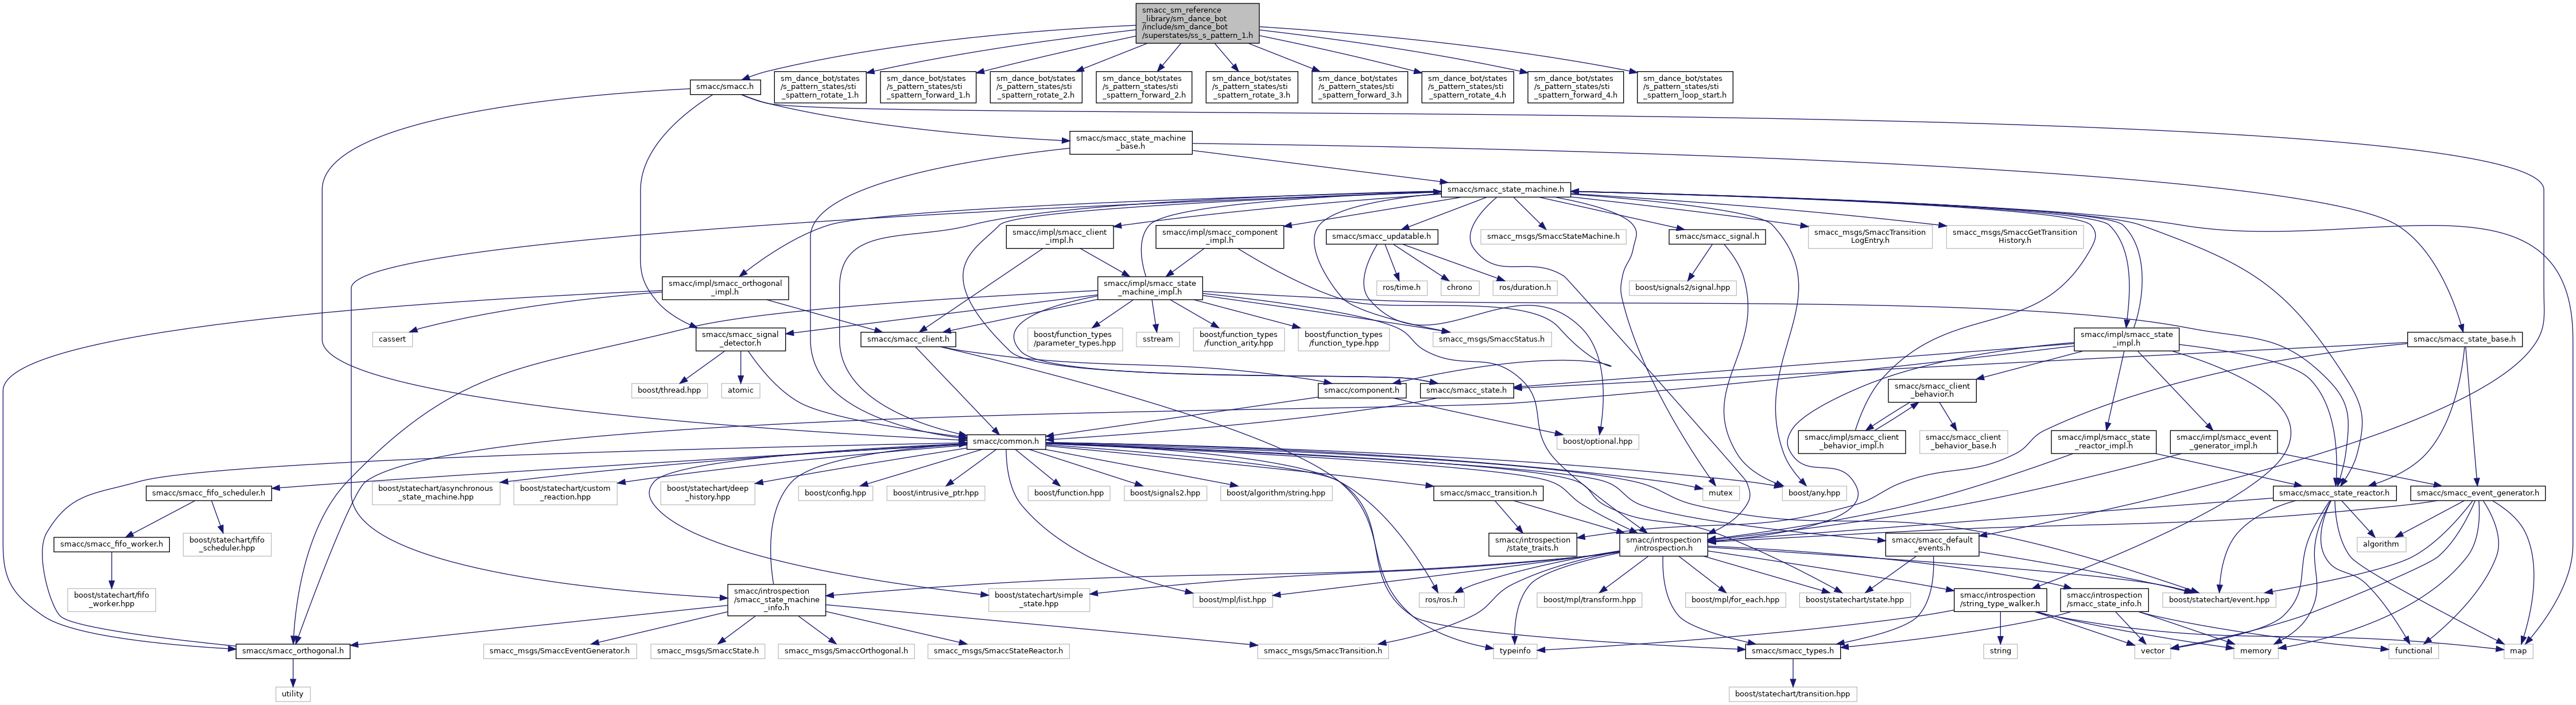 smacc_sm_reference
_library/sm_dance_bot
/include/sm_dance_bot
/superstates/ss_s_pattern_1.h
smacc/smacc.h
sm_dance_bot/states
/s_pattern_states/sti
_spattern_rotate_1.h
sm_dance_bot/states
/s_pattern_states/sti
_spattern_forward_1.h
sm_dance_bot/states
/s_pattern_states/sti
_spattern_rotate_2.h
sm_dance_bot/states
/s_pattern_states/sti
_spattern_forward_2.h
sm_dance_bot/states
/s_pattern_states/sti
_spattern_rotate_3.h
sm_dance_bot/states
/s_pattern_states/sti
_spattern_forward_3.h
sm_dance_bot/states
/s_pattern_states/sti
_spattern_rotate_4.h
sm_dance_bot/states
/s_pattern_states/sti
_spattern_forward_4.h
sm_dance_bot/states
/s_pattern_states/sti
_spattern_loop_start.h
smacc/smacc_state_machine
_base.h
smacc/smacc_state_machine.h
smacc/impl/smacc_client
_impl.h
smacc/impl/smacc_component
_impl.h
smacc/smacc_updatable.h
smacc_msgs/SmaccStateMachine.h
smacc/smacc_signal.h
smacc_msgs/SmaccTransition
LogEntry.h
smacc_msgs/SmaccGetTransition
History.h
smacc/impl/smacc_orthogonal
_impl.h
smacc/impl/smacc_state
_machine_impl.h
ros/time.h
chrono
ros/duration.h
boost/signals2/signal.hpp
cassert
smacc/smacc_signal
_detector.h
smacc/smacc_client.h
boost/function_types
/parameter_types.hpp
sstream
boost/function_types
/function_arity.hpp
boost/function_types
/function_type.hpp
smacc_msgs/SmaccStatus.h
smacc/impl/smacc_state
_impl.h
smacc/smacc_state_base.h
boost/thread.hpp
atomic
smacc/component.h
smacc/smacc_state.h
smacc/smacc_client
_behavior.h
smacc/common.h
boost/optional.hpp
smacc/impl/smacc_client
_behavior_impl.h
smacc/smacc_client
_behavior_base.h
smacc/impl/smacc_state
_reactor_impl.h
smacc/impl/smacc_event
_generator_impl.h
smacc/smacc_fifo_scheduler.h
boost/statechart/asynchronous
_state_machine.hpp
boost/statechart/custom
_reaction.hpp
boost/statechart/deep
_history.hpp
boost/config.hpp
boost/intrusive_ptr.hpp
boost/function.hpp
boost/signals2.hpp
boost/algorithm/string.hpp
smacc/smacc_transition.h
mutex
boost/any.hpp
smacc/smacc_state_reactor.h
smacc/smacc_event_generator.h
smacc/smacc_fifo_worker.h
boost/statechart/fifo
_scheduler.hpp
smacc/introspection
/state_traits.h
smacc/introspection
/introspection.h
smacc/smacc_default
_events.h
algorithm
boost/statechart/fifo
_worker.hpp
smacc/introspection
/smacc_state_machine
_info.h
boost/statechart/simple
_state.hpp
boost/mpl/list.hpp
ros/ros.h
boost/mpl/transform.hpp
boost/mpl/for_each.hpp
boost/statechart/state.hpp
smacc/introspection
/string_type_walker.h
smacc/introspection
/smacc_state_info.h
boost/statechart/event.hpp
smacc/smacc_orthogonal.h
smacc_msgs/SmaccEventGenerator.h
smacc_msgs/SmaccState.h
smacc_msgs/SmaccOrthogonal.h
smacc_msgs/SmaccStateReactor.h
smacc_msgs/SmaccTransition.h
typeinfo
smacc/smacc_types.h
string
vector
memory
functional
map
utility
boost/statechart/transition.hpp